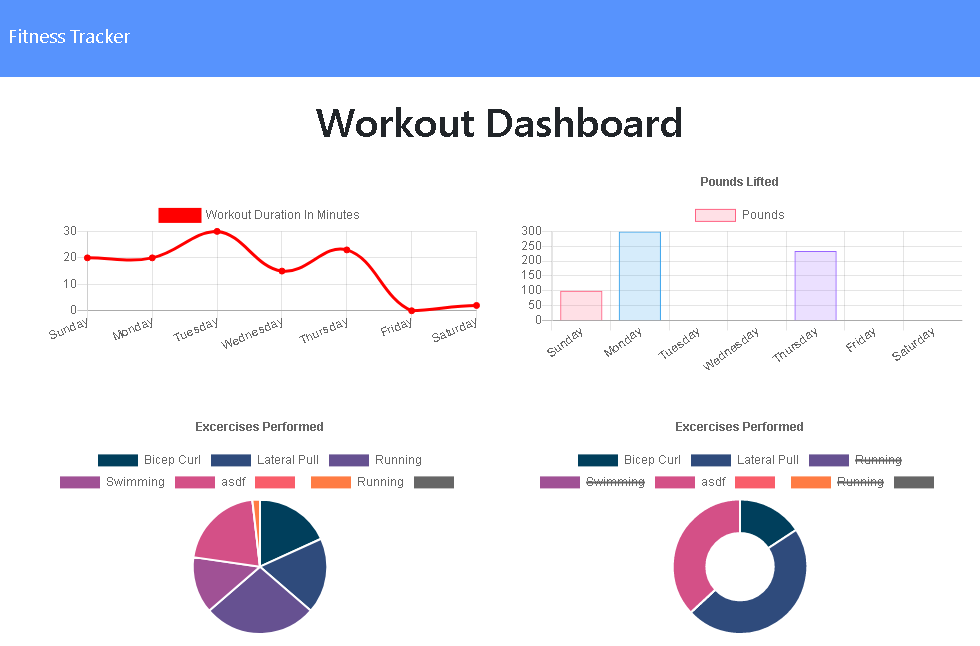 Fitness Tracker
Workout Dashboard
Workout Duration In Minutes
30
20
10
0
Sunday Monday Tuesday Wednesday Thursday Friday Saturday
Pounds Lifted
Pounds
300
250
200
150
100
50
0
Sunday Monday Tuesday Wednesday Thursday Friday Saturday
Excercises Performed
Bicep Curl Lateral Pull Running
Swimming asdf Running
Excercises Performed
Bicep Curl Lateral Pull Running
Swimming asdf Running